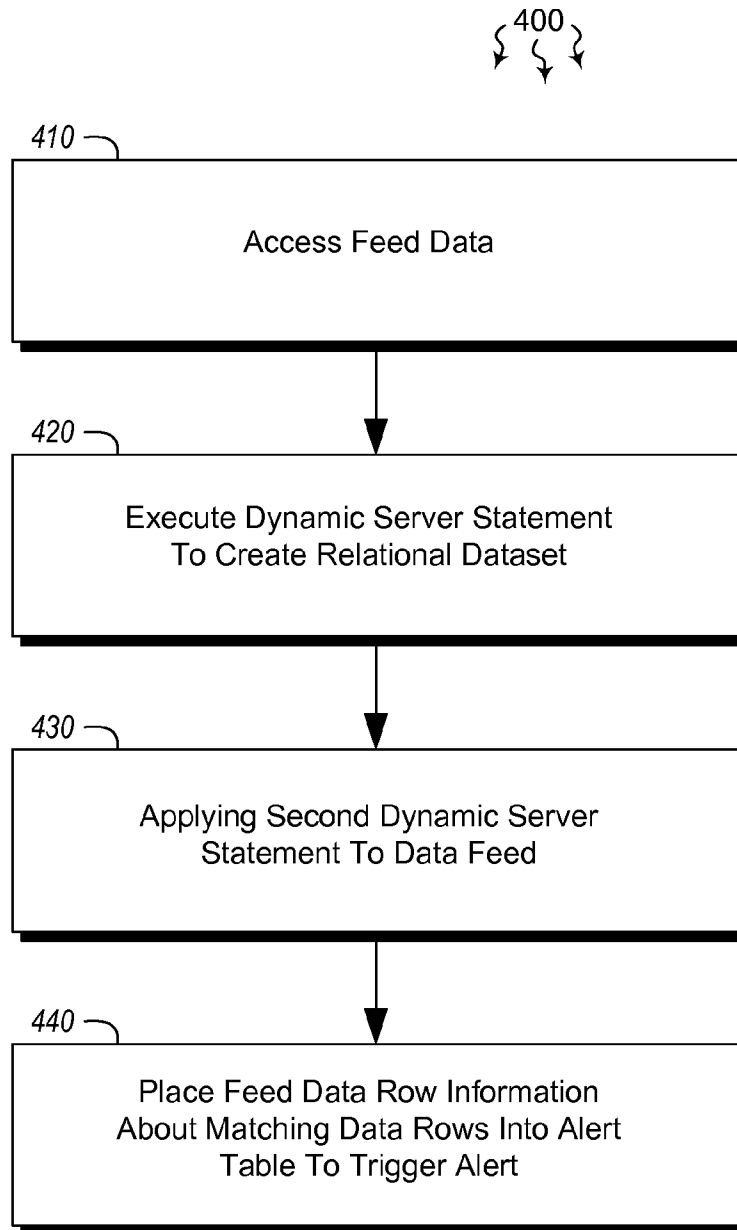 400
410
Access Feed Data
420
Execute Dynamic Server Statement
To Create Relational Dataset
430
Applying Second Dynamic Server
Statement To Data Feed
440
Place Feed Data Row Information
About Matching Data Rows Into Alert
Table To Trigger Alert